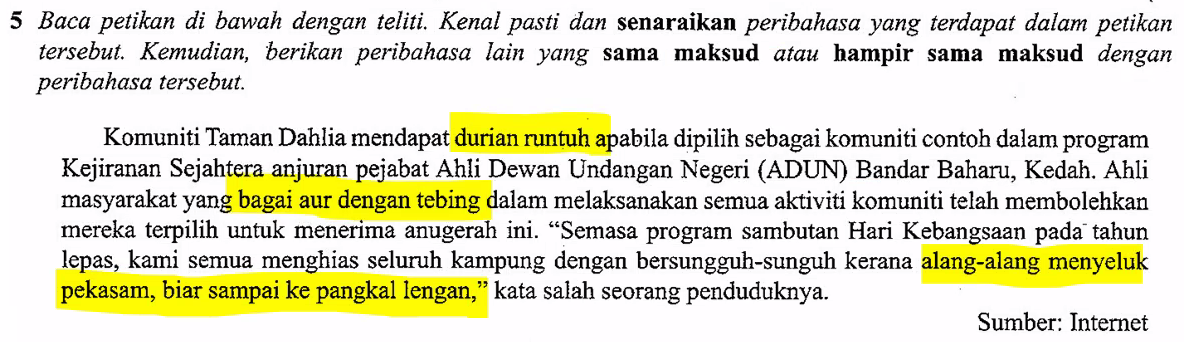 5 Baca petikan di bawah dengan teliti. Kenal pasti dan senaraikan peribahasa yang terdapat dalam petikan
tersebut. Kemudian, berikan peribahasa lain yang sama maksud atau hampir sama maksud dengan
peribahasa tersebut.
Komuniti Taman Dahlia mendapat durian runtuh apabila dipilih sebagai komuniti contoh dalam program
Kejiranan Sejahtera anjuran pejabat Ahli Dewan Undangan Negeri (ADUN) Bandar Baharu, Kedah. Ahli
masyarakat yang bagai aur dengan tebing dalam melaksanakan semua aktiviti komuniti telah membolehkan
mereka terpilih untuk menerima anugerah ini. “Semasa program sambutan Hari Kebangsaan pada tahun
lepas, kami semua menghias seluruh kampung dengan bersungguh-sunguh kerana alang-alang menyeluk
pekasam, biar sampai ke pangkal lengan,” kata salah seorang penduduknya.
Sumber: Internet